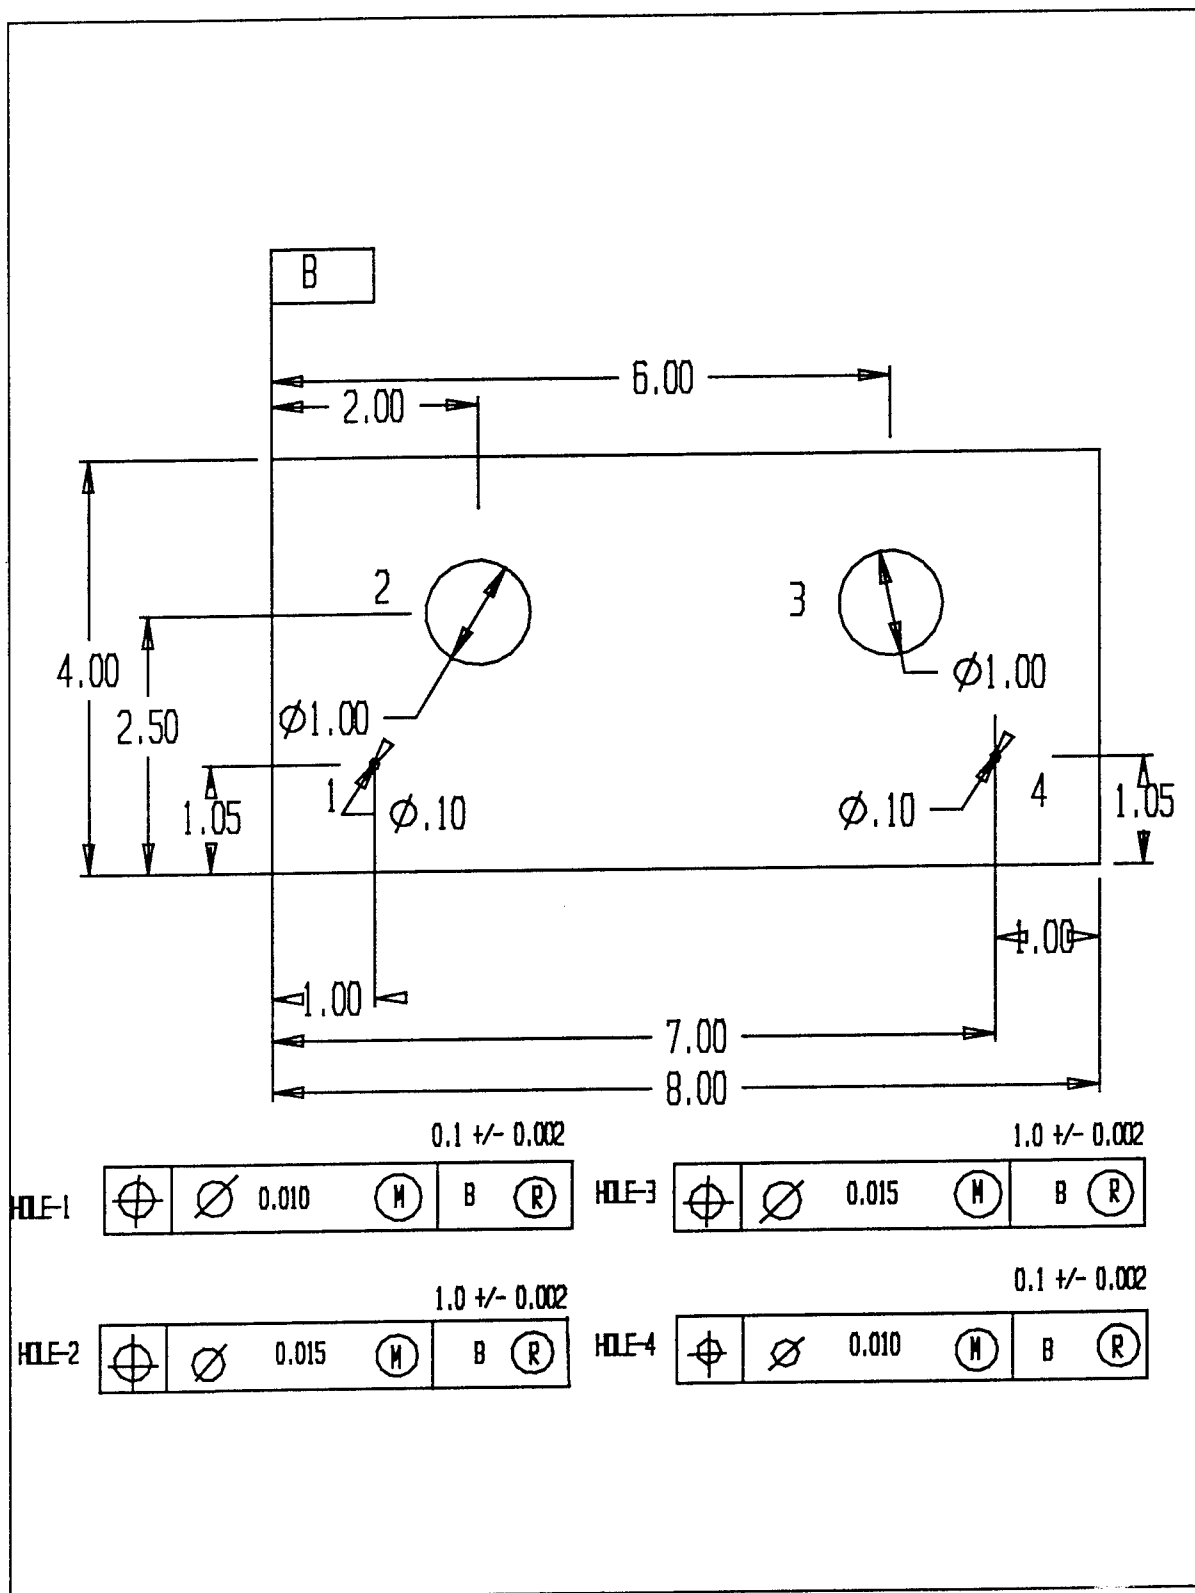 B
6.00
2.00
2
3
4.00
2.50
Ø1.00
Ø1.00
1.05
1
Ø.10
Ø.10
4
1.05
1.00
1.00
7.00
8.00
0.1 +/- 0.002
HOLE-1 Ø 0.010 Ⓜ B Ⓡ
1.0 +/- 0.002
HOLE-3 Ø 0.015 Ⓜ B Ⓡ
1.0 +/- 0.002
HOLE-2 Ø 0.015 Ⓜ B Ⓡ
0.1 +/- 0.002
HOLE-4 Ø 0.010 Ⓜ B Ⓡ